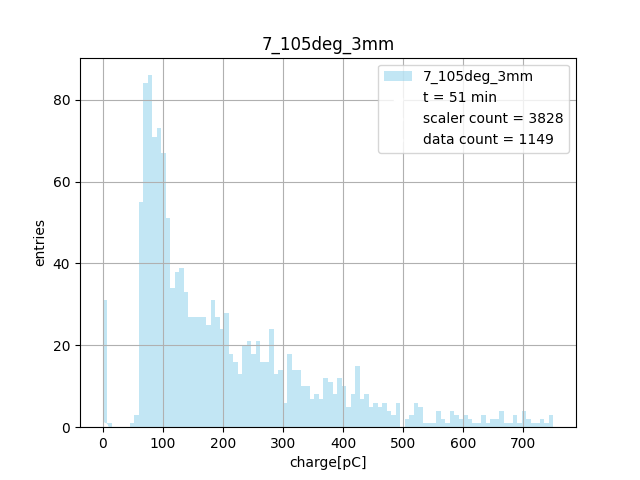 7_105deg_3mm
7_105deg_3mm
t = 51 min
scaler count = 3828
data count = 1149
80
60
40
20
0
entries
0 100 200 300 400 500 600 700
charge[pC]